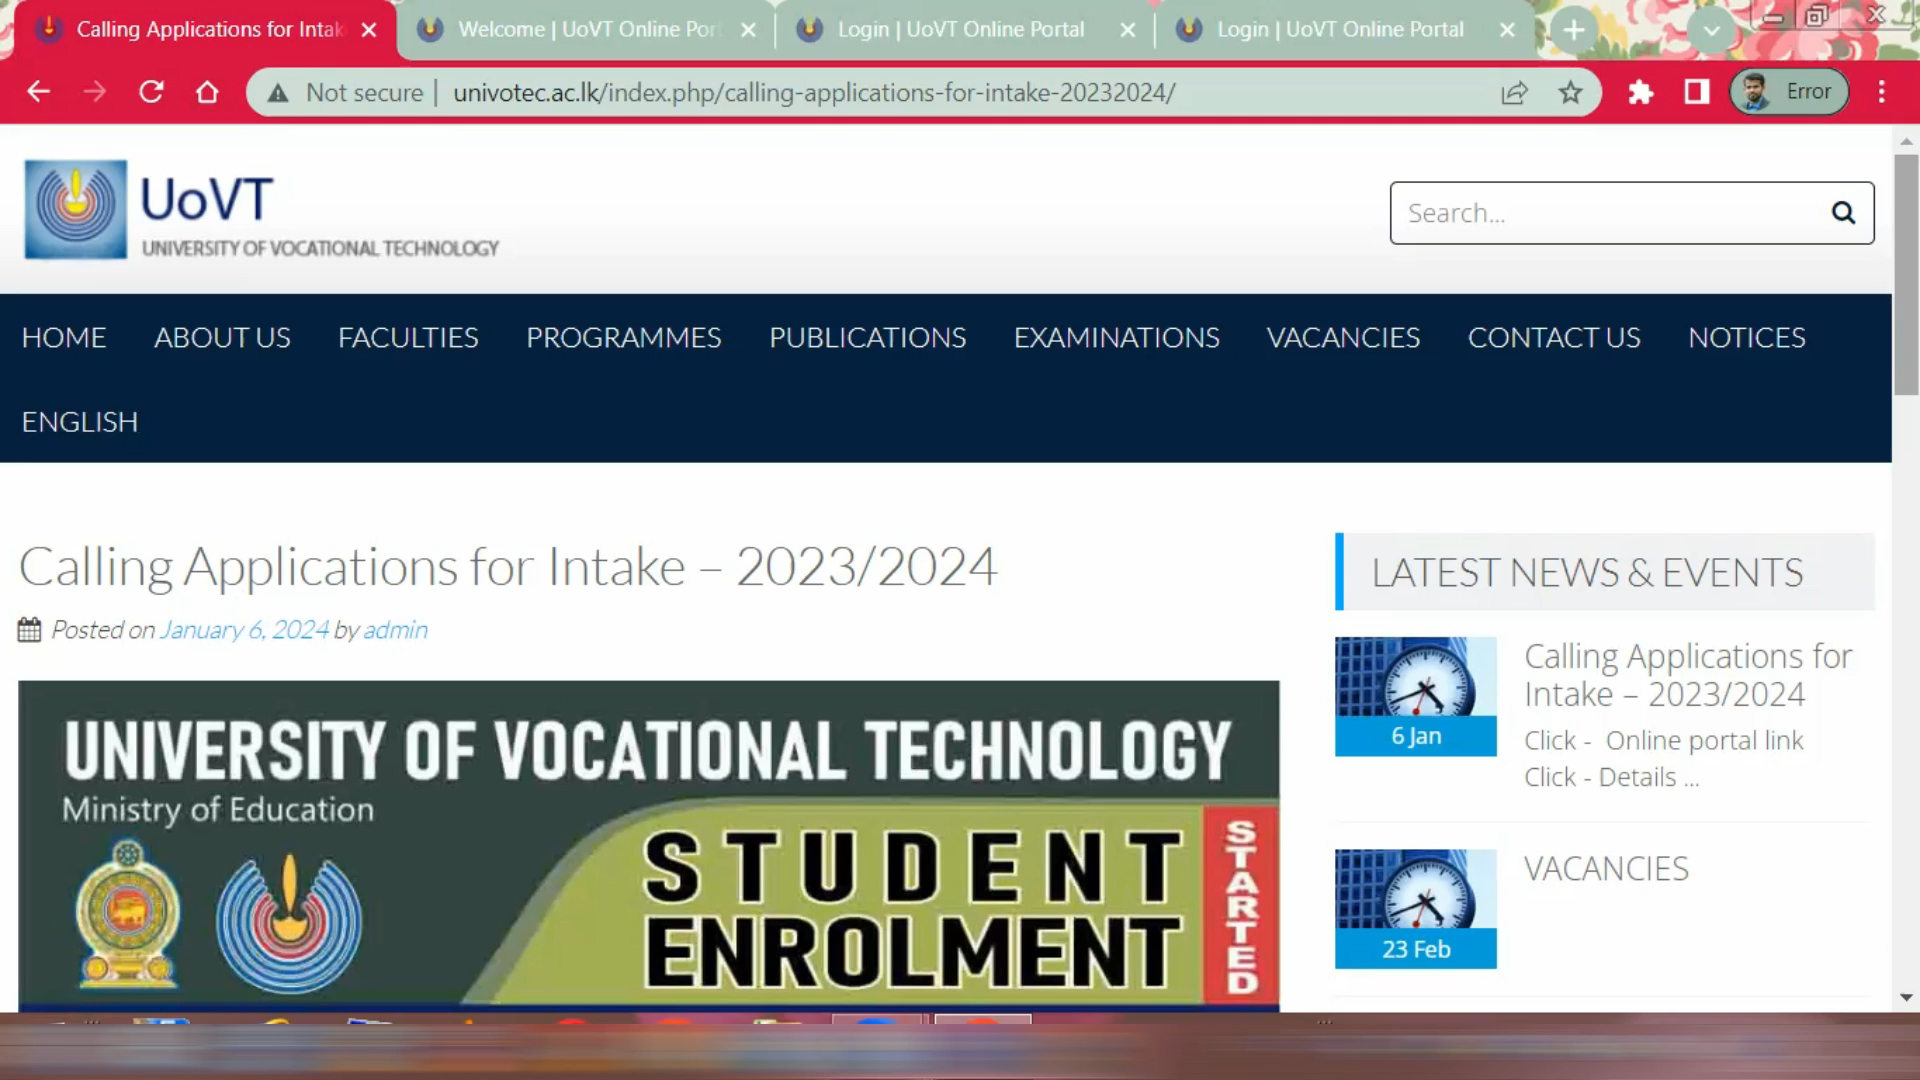 Calling Applications for Intak
Welcome | UoVT Online Por
Login | UoVT Online Portal
Login | UoVT Online Portal
Not secure | univotec.ac.lk/index.php/calling-applications-for-intake-20232024/
Error
UoVT
UNIVERSITY OF VOCATIONAL TECHNOLOGY
Search...
HOME ABOUT US FACULTIES PROGRAMMES PUBLICATIONS EXAMINATIONS VACANCIES CONTACT US NOTICES
ENGLISH
Calling Applications for Intake – 2023/2024
Posted on January 6, 2024 by admin
UNIVERSITY OF VOCATIONAL TECHNOLOGY
Ministry of Education
STUDENT
ENROLMENT
STARTED
LATEST NEWS & EVENTS
6 Jan
Calling Applications for
Intake – 2023/2024
Click - Online portal link
Click - Details ...
23 Feb
VACANCIES